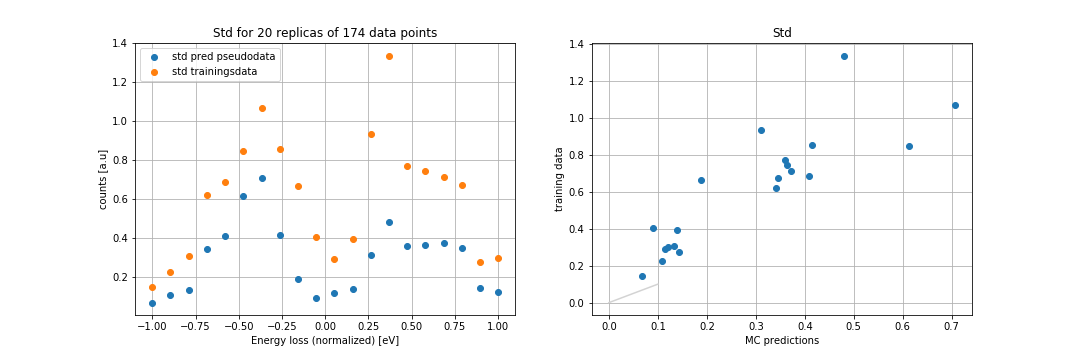 Std for 20 replicas of 174 data points
std pred pseudodata
std trainingsdata
counts [a.u]
1.4
1.2
1.0
0.8
0.6
0.4
0.2
−1.00 −0.75 −0.50 −0.25 0.00 0.25 0.50 0.75 1.00
Energy loss (normalized) [eV]
Std
training data
1.4
1.2
1.0
0.8
0.6
0.4
0.2
0.0
0.0 0.1 0.2 0.3 0.4 0.5 0.6 0.7
MC predictions